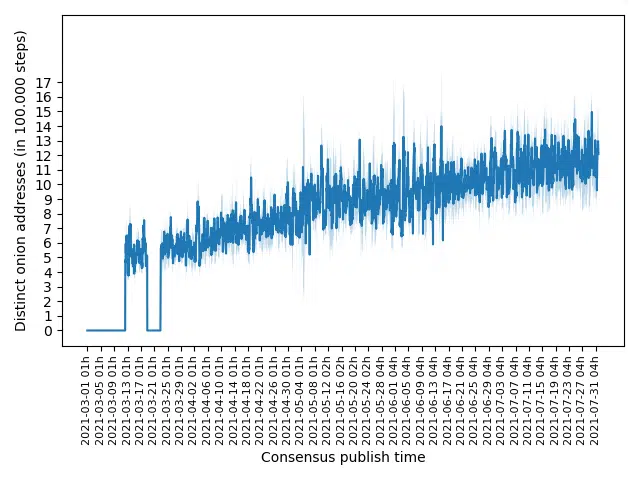 Distinct onion addresses (in 100.000 steps)
17
16
15
14
13
12
11
10
9
8
7
6
5
4
3
2
1
0
2021-03-01 01h
2021-03-05 01h
2021-03-09 01h
2021-03-13 01h
2021-03-17 01h
2021-03-21 01h
2021-03-25 01h
2021-03-29 01h
2021-04-02 01h
2021-04-06 01h
2021-04-10 01h
2021-04-14 01h
2021-04-18 01h
2021-04-22 01h
2021-04-26 01h
2021-04-30 01h
2021-05-04 01h
2021-05-08 01h
2021-05-12 02h
2021-05-16 02h
2021-05-20 02h
2021-05-24 02h
2021-05-28 04h
2021-06-01 04h
2021-06-05 04h
2021-06-09 04h
2021-06-13 04h
2021-06-17 04h
2021-06-21 04h
2021-06-25 04h
2021-06-29 04h
2021-07-03 04h
2021-07-07 04h
2021-07-11 04h
2021-07-15 04h
2021-07-19 04h
2021-07-23 04h
2021-07-27 04h
2021-07-31 04h
Consensus publish time